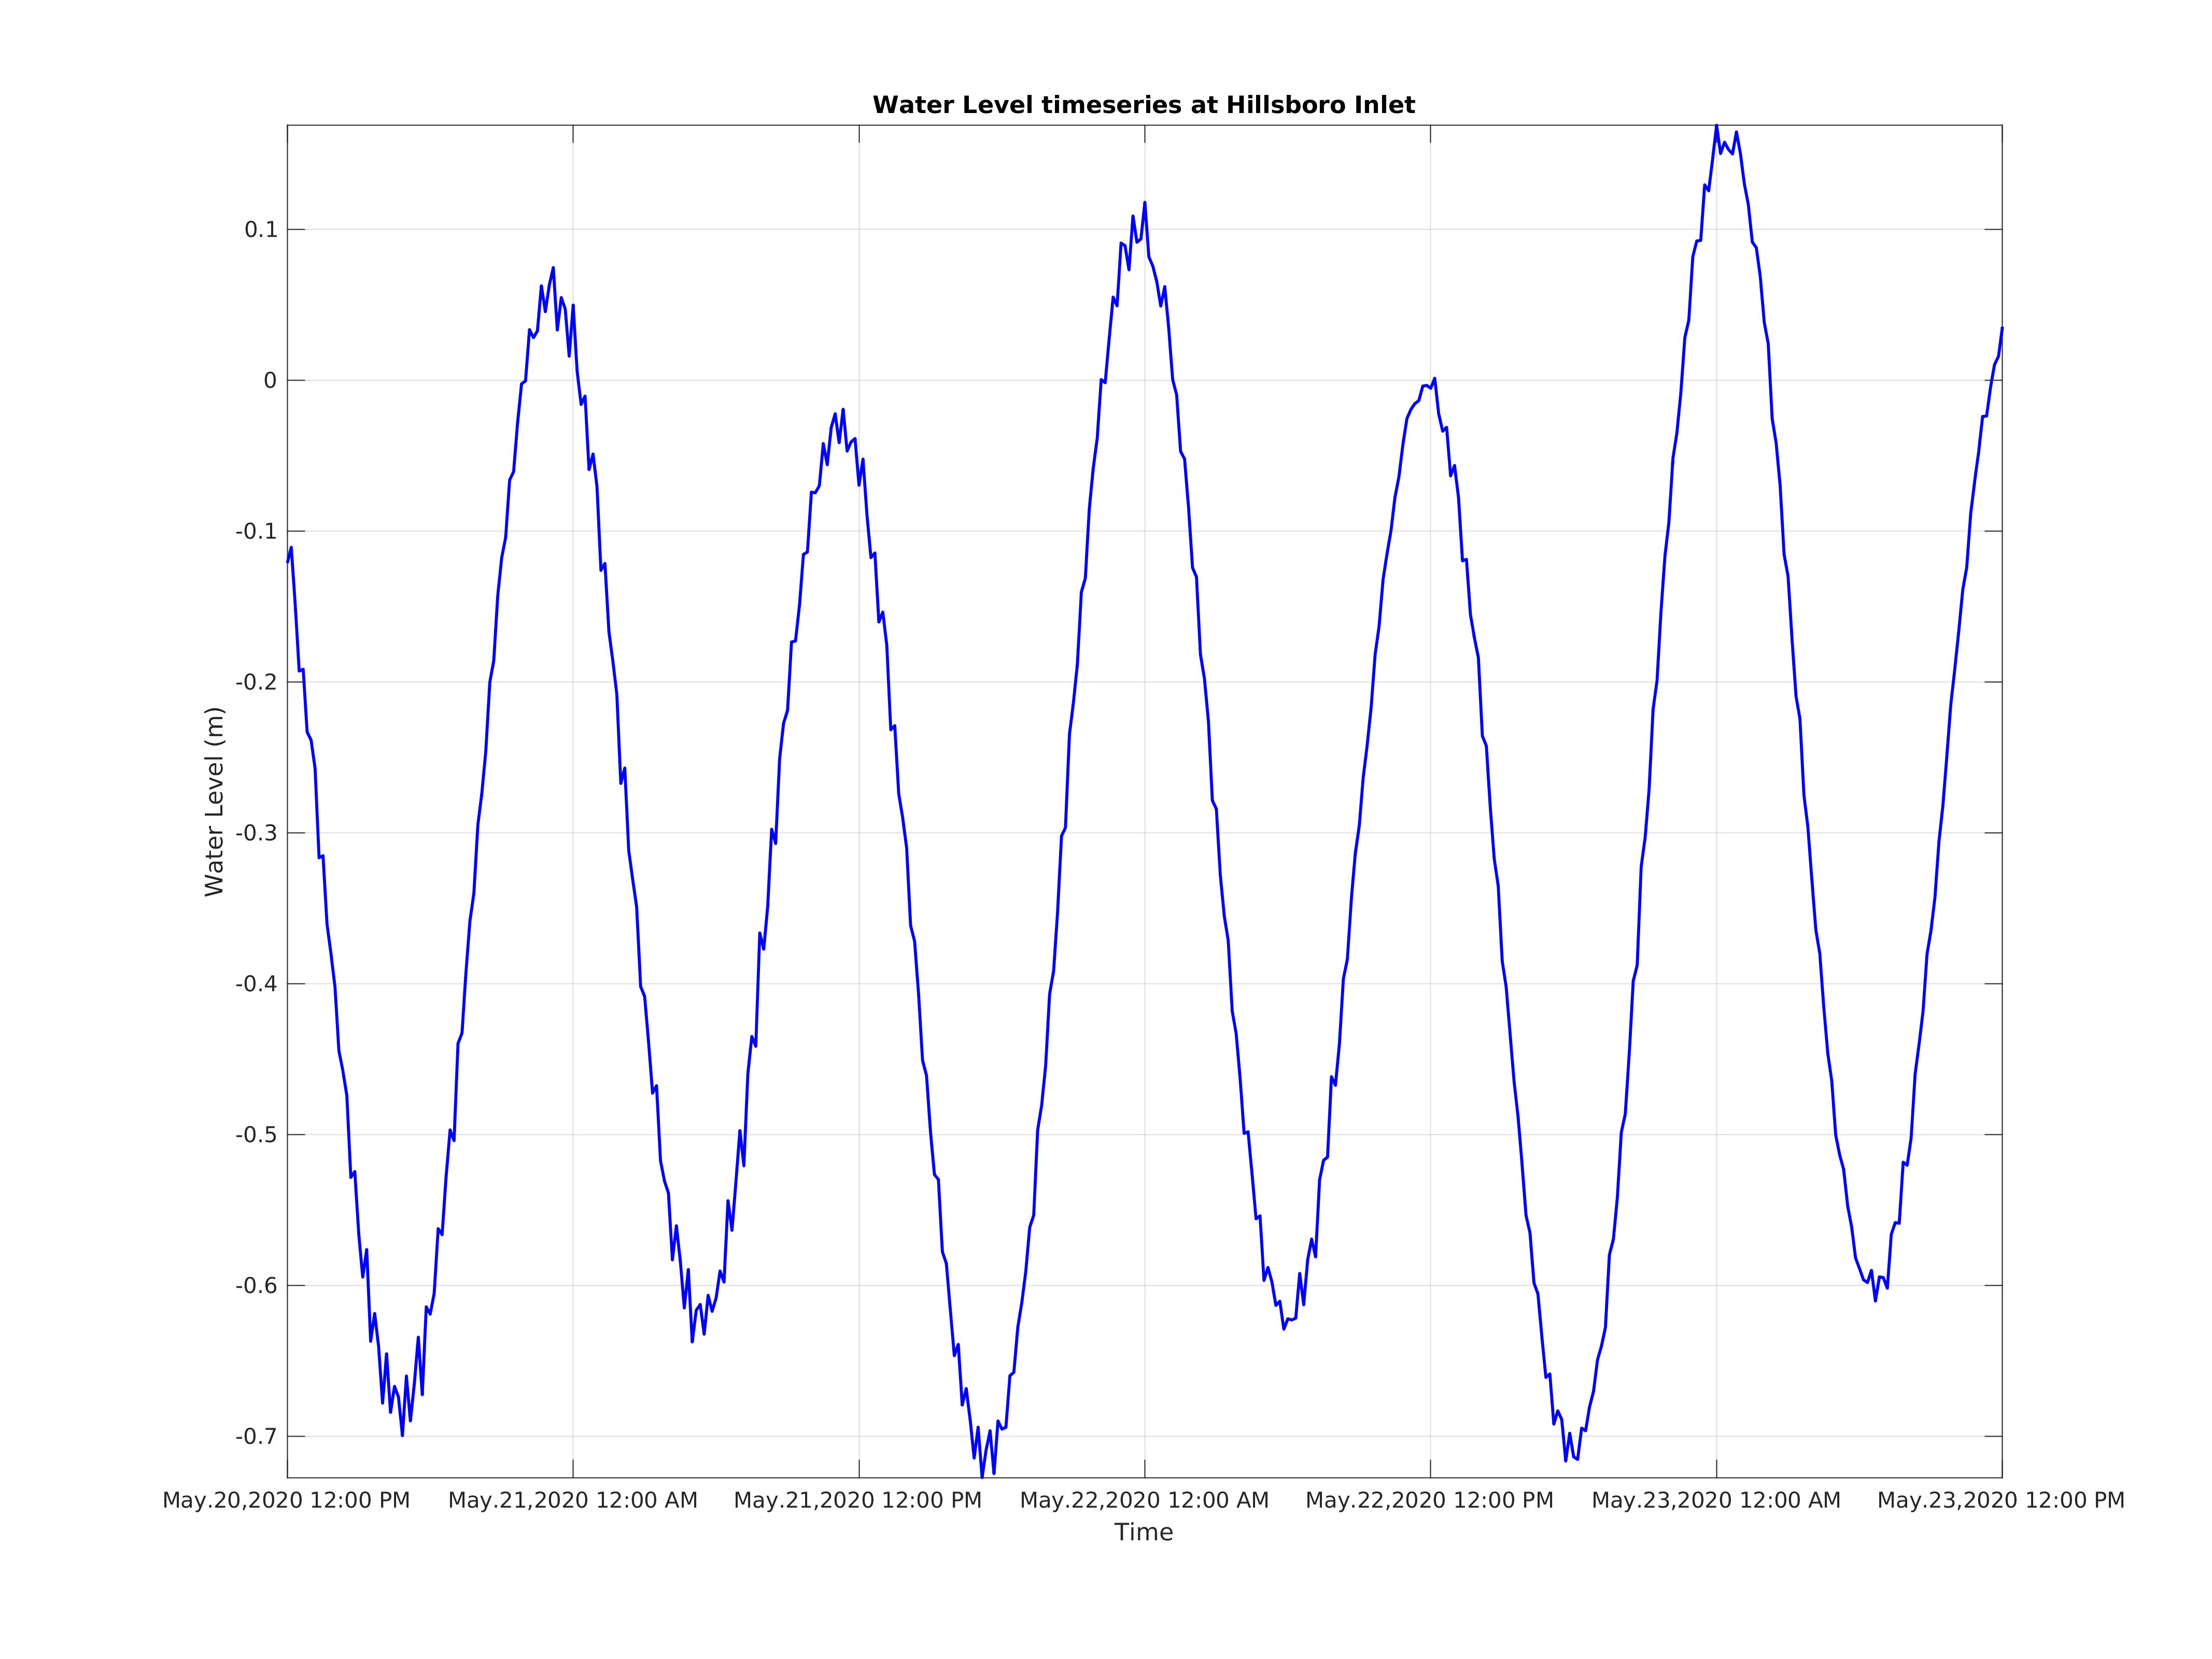 Water Level timeseries at Hillsboro Inlet
0.1
0
-0.1
-0.2
-0.3
-0.4
-0.5
-0.6
-0.7
Water Level (m)
May.20,2020 12:00 PM May.21,2020 12:00 AM May.21,2020 12:00 PM May.22,2020 12:00 AM May.22,2020 12:00 PM May.23,2020 12:00 AM May.23,2020 12:00 PM
Time